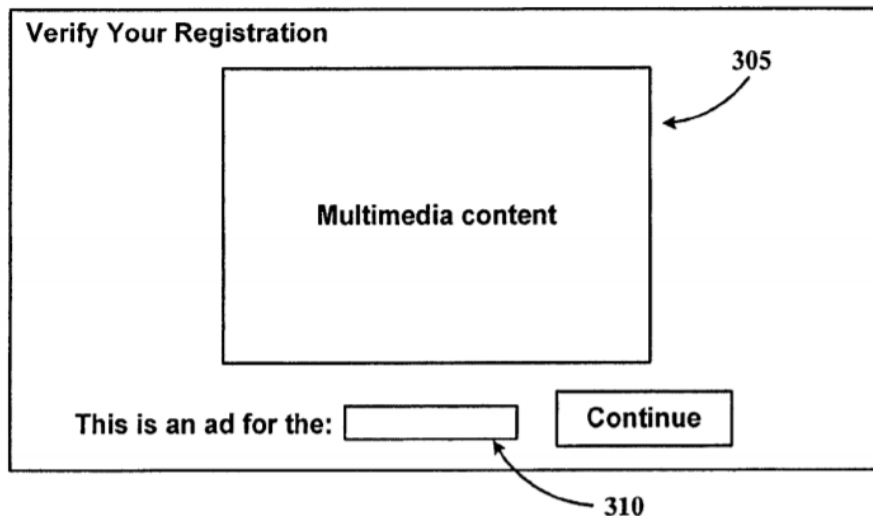 Verify Your Registration
305
Multimedia content
This is an ad for the:
Continue
310